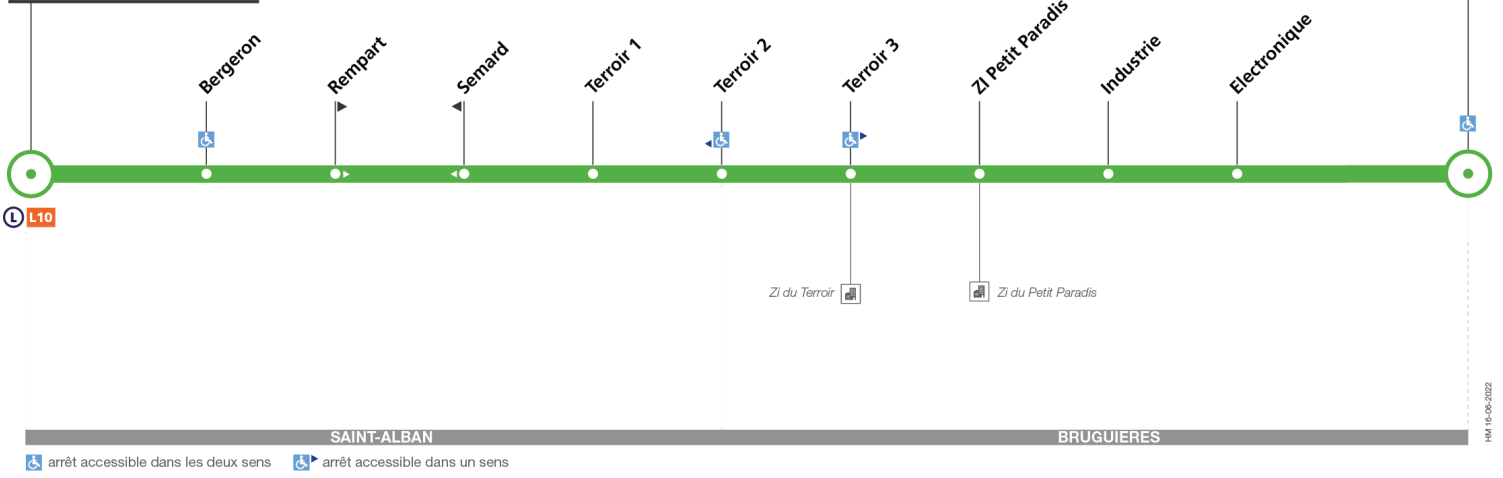 Bergeron
Rempart
Semard
Terroir 1
Terroir 2
Terroir 3
ZI Petit Paradis
Industrie
Electronique
L L10
Zi du Terroir
Zi du Petit Paradis
HM 16-06-2022
SAINT-ALBAN BRUGUIERES
arrêt accessible dans les deux sens arrêt accessible dans un sens